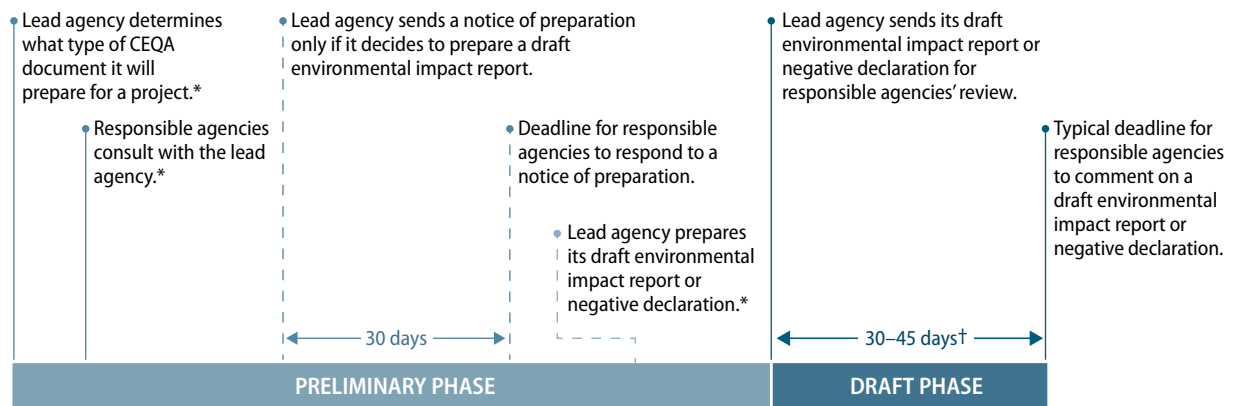 Lead agency determines
what type of CEQA
document it will
prepare for a project.*
Responsible agencies
consult with the lead
agency.*
Lead agency sends a notice of preparation
only if it decides to prepare a draft
environmental impact report.
Deadline for responsible
agencies to respond to a
notice of preparation.
Lead agency prepares
its draft environmental
impact report or
negative declaration.*
Lead agency sends its draft
environmental impact report or
negative declaration for
responsible agencies’ review.
Typical deadline for
responsible agencies
to comment on a
draft environmental
impact report or
negative declaration.
30 days
30–45 days†
PRELIMINARY PHASE
DRAFT PHASE